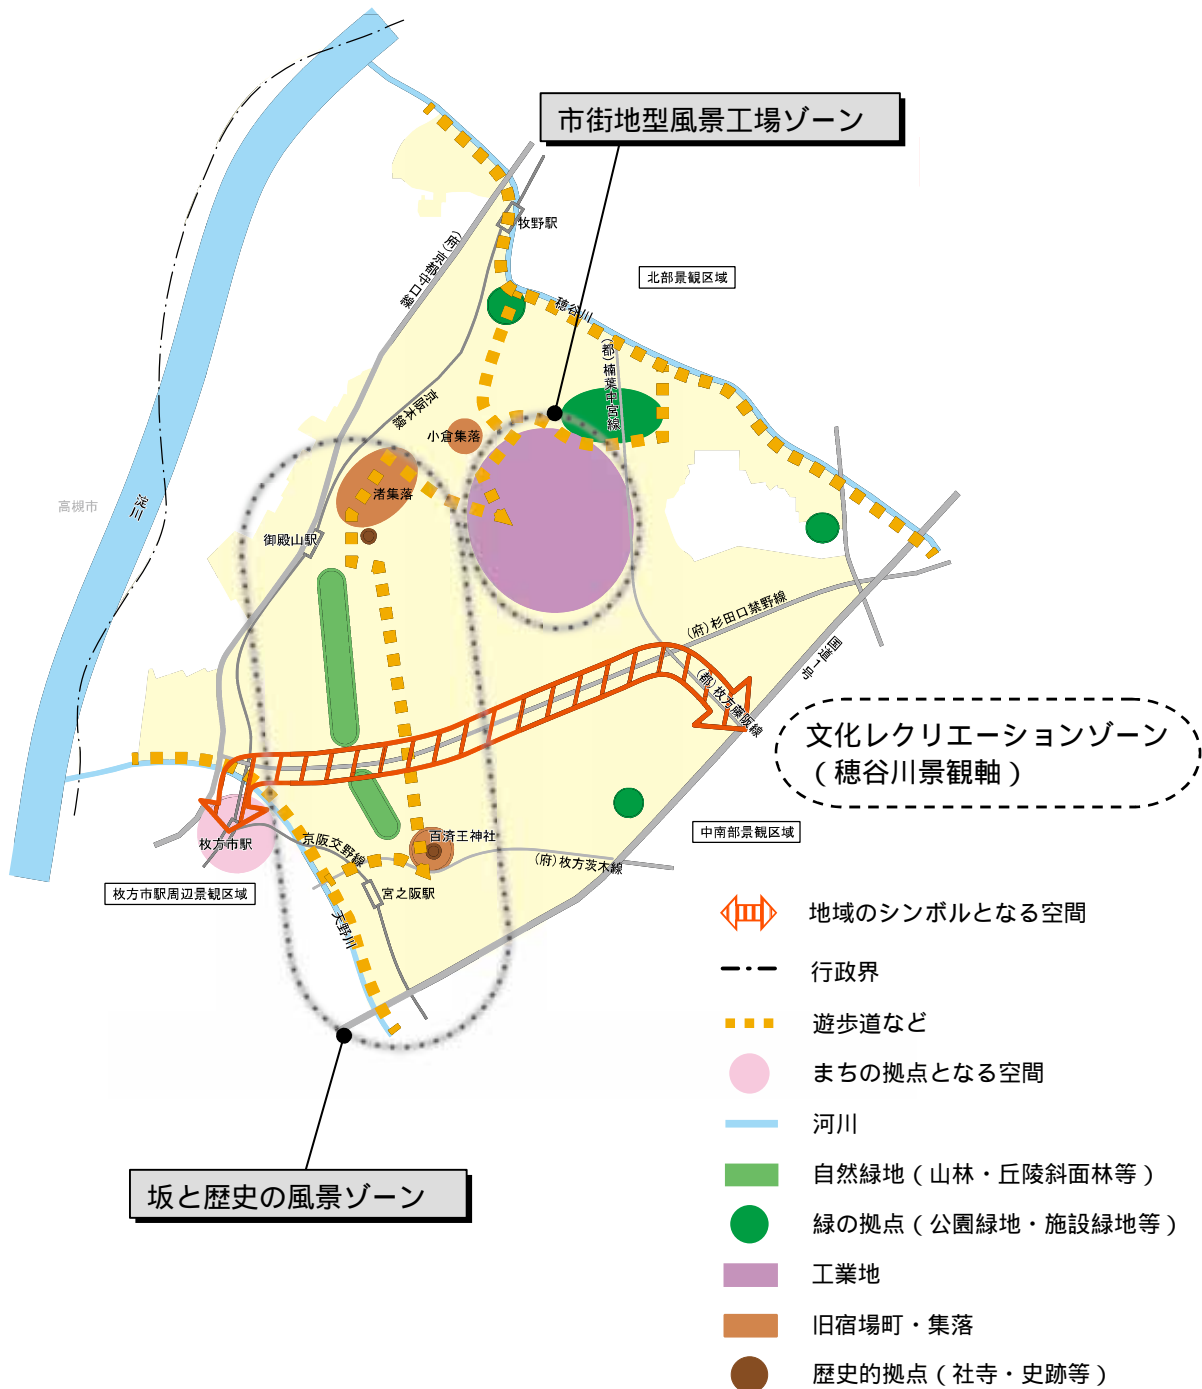 市街地型風景工場ゾーン
牧野駅
(府)京都守口線
北部景観区域
穂谷川
(都)楠葉中宮線
京阪本線
小倉集落
渚集落
高槻市
淀川
御殿山駅
(府)杉田口禁野線
国道1号
(都)枚方藤阪線
文化レクリエーションゾーン
(穂谷川景観軸)
中南部景観区域
百済王神社
枚方市駅
京阪交野線
(府)枚方茨木線
宮之阪駅
枚方市駅周辺景観区域
天野川
坂と歴史の風景ゾーン
地域のシンボルとなる空間
行政界
遊歩道など
まちの拠点となる空間
河川
自然緑地(山林・丘陵斜面林等)
緑の拠点(公園緑地・施設緑地等)
工業地
旧宿場町・集落
歴史的拠点(社寺・史跡等)